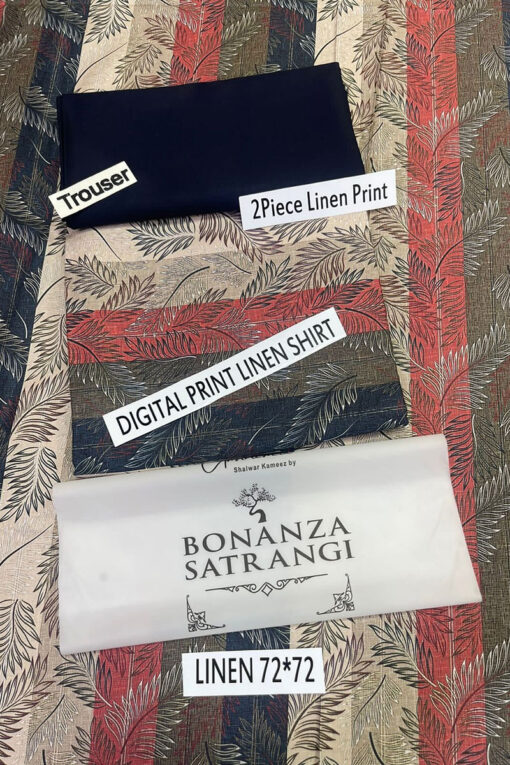 Trouser
2Piece Linen Print
DIGITAL PRINT LINEN SHIRT
Shalwar Kameez by
BONANZA
SATRANGI
LINEN 72*72